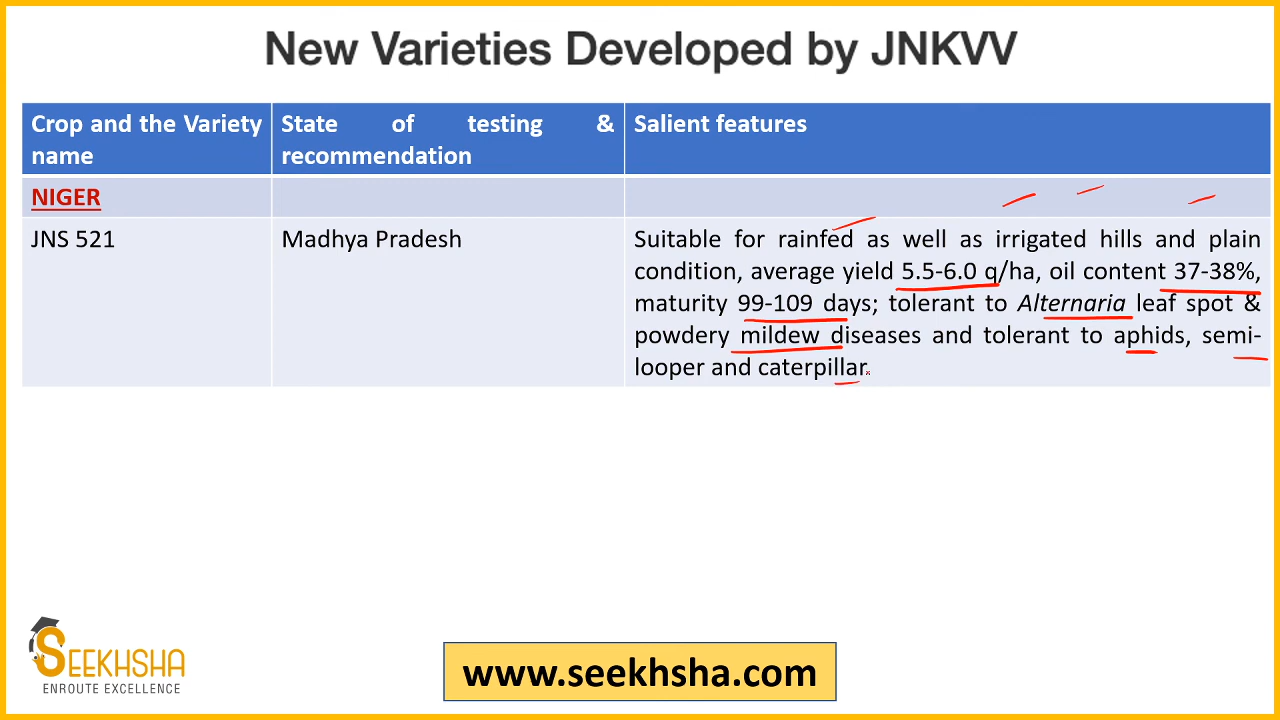 New Varieties Developed by JNKVV
Crop and the Variety name
State of testing & recommendation
Salient features
NIGER
JNS 521
Madhya Pradesh
Suitable for rainfed as well as irrigated hills and plain
condition, average yield 5.5-6.0 q/ha, oil content 37-38%,
maturity 99-109 days; tolerant to Alternaria leaf spot &
powdery mildew diseases and tolerant to aphids, semi-
looper and caterpillar.
SEEKHSHA
ENROUTE EXCELLENCE
www.seekhsha.com